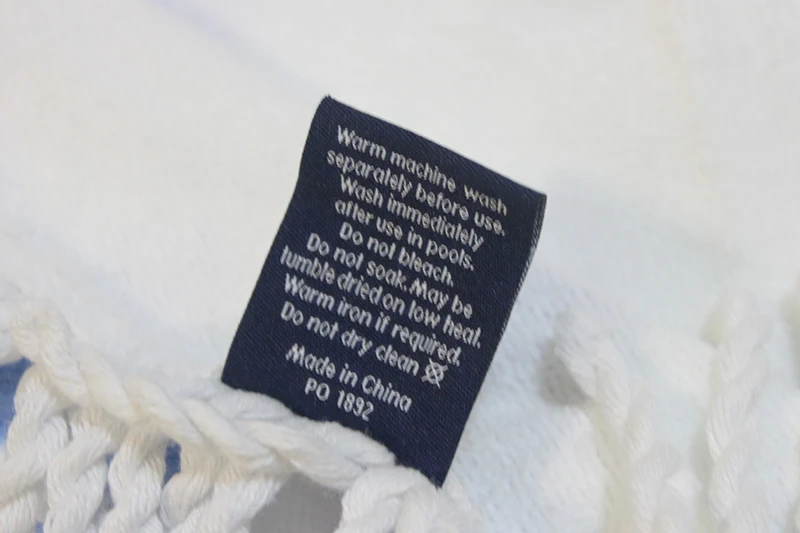 Warm machine wash
separately before use.
Wash immediately
after use in pools.
Do not bleach.
Do not soak. May be
tumble dried on low heat.
Warm iron if required.
Do not dry clean
Made in China
PO 1892